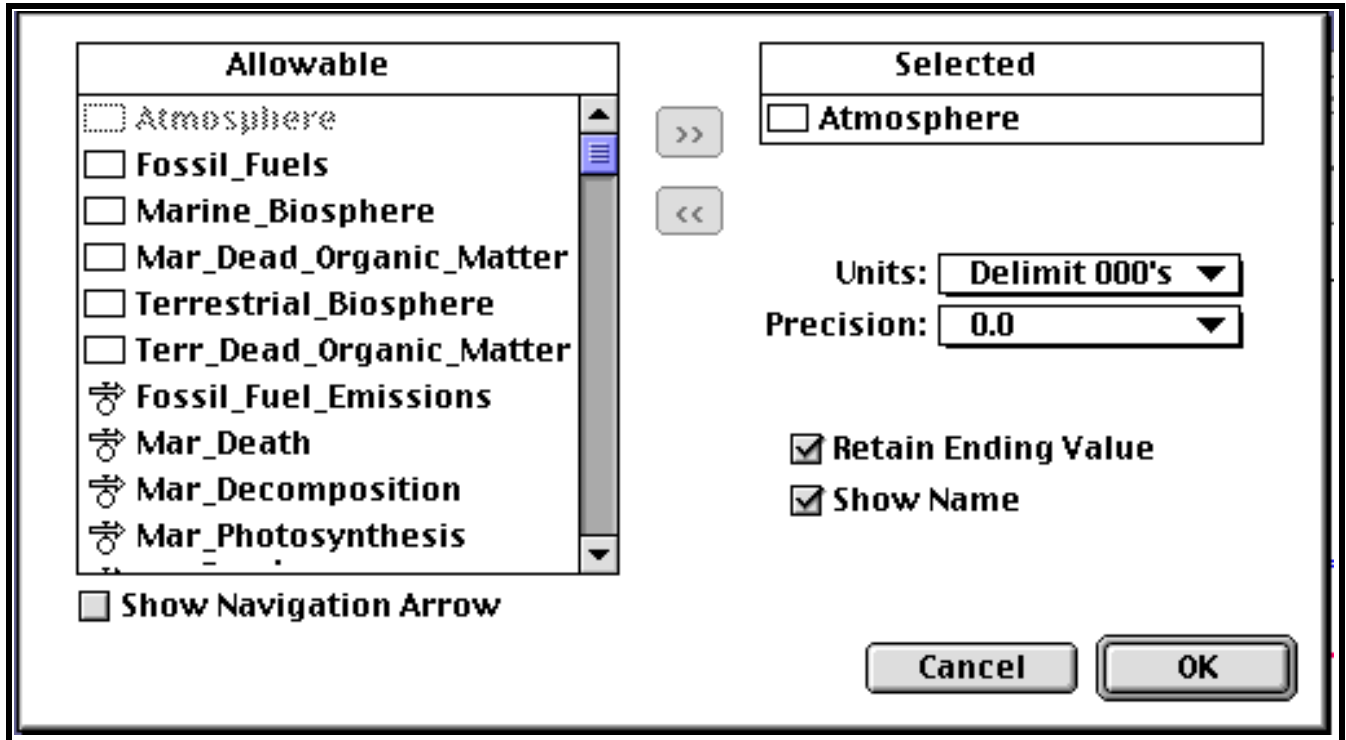 Allowable
Atmosphere
Fossil_Fuels
Marine_Biosphere
Mar_Dead_Organic_Matter
Terrestrial_Biosphere
Terr_Dead_Organic_Matter
Fossil_Fuel_Emissions
Mar_Death
Mar_Decomposition
Mar_Photosynthesis
Show Navigation Arrow
>>
<<
Selected
Atmosphere
Units: Delimit 000's
Precision: 0.0
Retain Ending Value
Show Name
Cancel OK